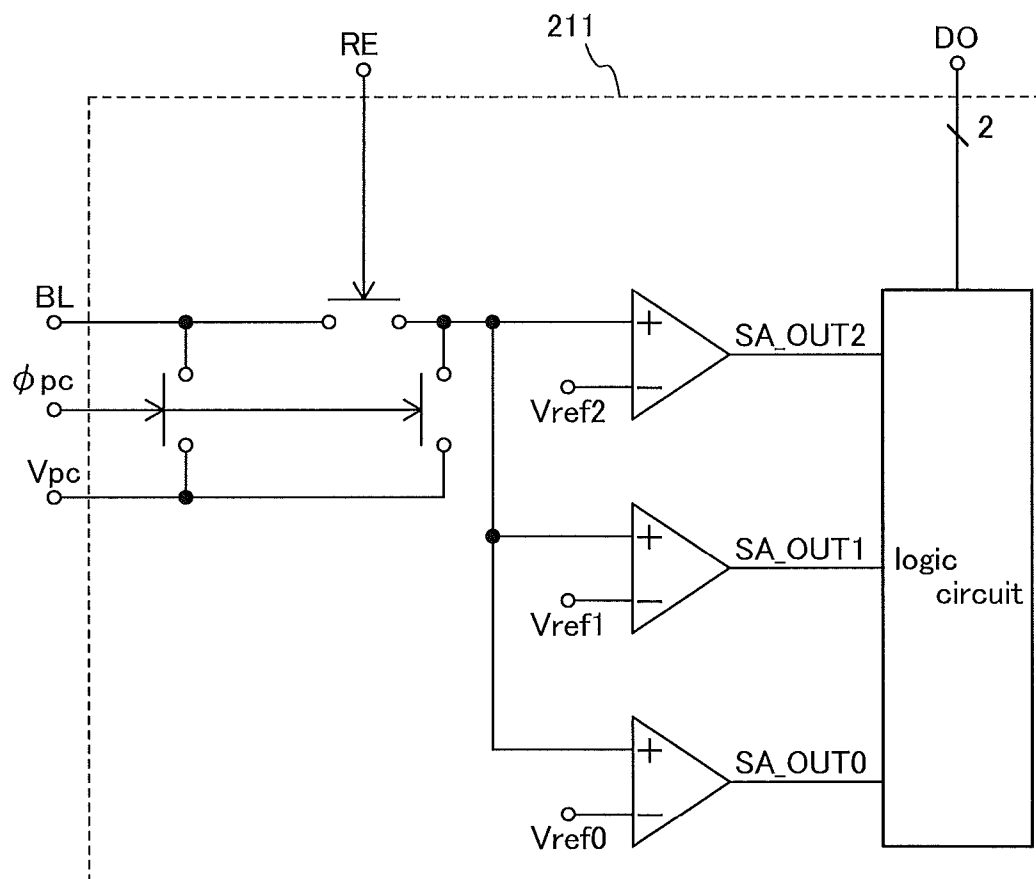 211
RE
DO
2
BL
ϕpc
Vpc
+
−
SA_OUT2
Vref2
+
−
SA_OUT1
Vref1
logic
circuit
+
−
SA_OUT0
Vref0